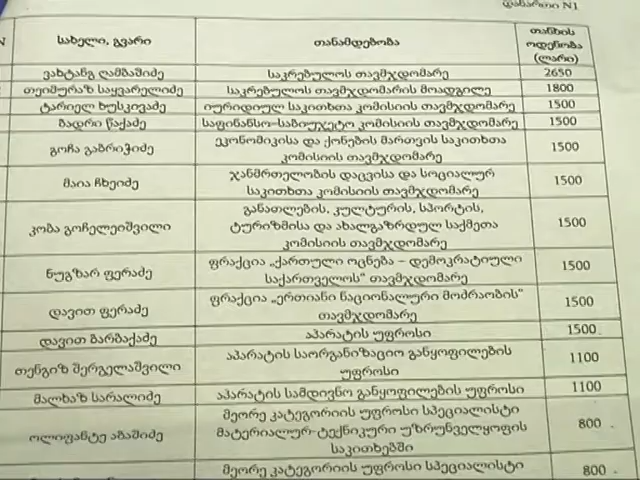 დანართი N1
N სახელი, გვარი თანამდებობა თანხის
ოდენობა
(ლარი)
ვახტანგ ღამბაშიძე საკრებულოს თავმჯდომარე 2650
თეიმურაზ საყვარელიძე საკრებულოს თავმჯდომარის მოადგილე 1800
ტარიელ ხუსკივაძე იურიდიულ საკითხთა კომისიის თავმჯდომარე 1500
ბადრი წაქაძე საფინანსო-საბიუჯეტო კომისიის თავმჯდომარე 1500
გოჩა გაბრიჭიძე ეკონომიკისა და ქონების მართვის საკითხთა
კომისიის თავმჯდომარე 1500
მაია ჩხეიძე ჯანმრთელობის დაცვისა და სოციალურ
საკითხთა კომისიის თავმჯდომარე 1500
კობა გოჩელეიშვილი განათლების, კულტურის, სპორტის,
ტურიზმისა და ახალგაზრდულ საქმეთა
კომისიის თავმჯდომარე 1500
ნუგზარ ფერაძე ფრაქცია „ქართული ოცნება – დემოკრატიული
საქართველოს“ თავმჯდომარე 1500
დავით ფერაძე ფრაქცია „ერთიანი ნაციონალური მოძრაობის“
თავმჯდომარე 1500
დავით ბარბაქაძე აპარატის უფროსი 1500
თენგიზ შერგელაშვილი აპარატის საორგანიზაციო განყოფილების
უფროსი 1100
მალხაზ სარალიძე აპარატის სამდივნო განყოფილების უფროსი 1100
ოლიფანტე აბაშიძე მეორე კატეგორიის უფროსი სპეციალისტი
მატერიალურ-ტექნიკური უზრუნველყოფის
საკითხებში 800
მეორე კატეგორიის უფროსი სპეციალისტი 800